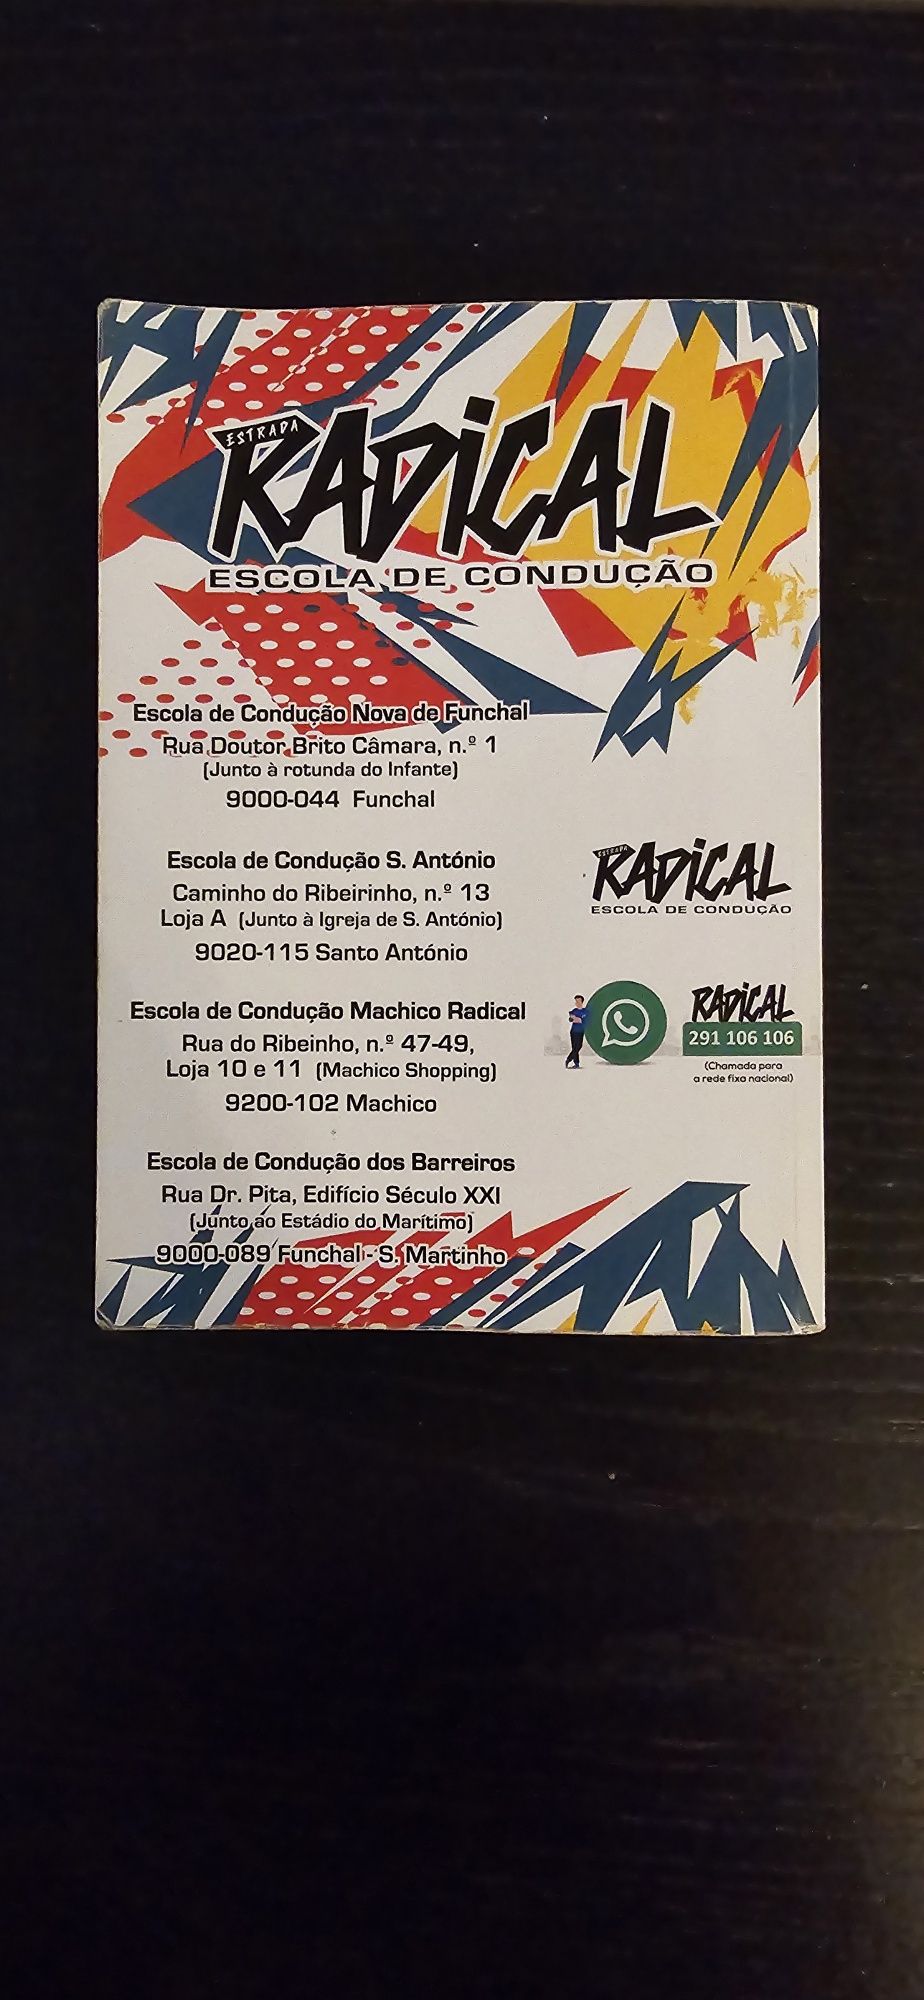 ESTRADA
RADICAL
ESCOLA DE CONDUÇÃO
Escola de Condução Nova de Funchal
Rua Doutor Brito Câmara, n.º 1
(Junto à rotunda do Infante)
9000-044 Funchal
Escola de Condução S. António
Caminho do Ribeirinho, n.º 13
Loja A (Junto à Igreja de S. António)
9020-115 Santo António
Escola de Condução Machico Radical
Rua do Ribeinho, n.º 47-49,
Loja 10 e 11 (Machico Shopping)
9200-102 Machico
Escola de Condução dos Barreiros
Rua Dr. Pita, Edifício Século XXI
(Junto ao Estádio do Marítimo)
9000-089 Funchal - S. Martinho
ESTRADA
RADICAL
ESCOLA DE CONDUÇÃO
RADICAL
291 106 106
(Chamada para
a rede fixa nacional)